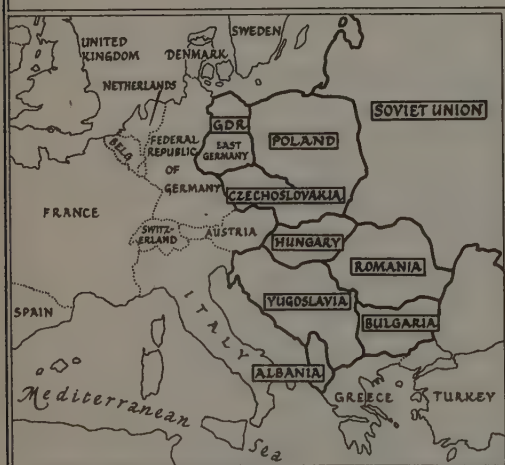 UNITED
KINGDOM
SWEDEN
DENMARK
NETHERLANDS
SOVIET UNION
GDR
EAST
GERMANY
POLAND
BELG
FEDERAL
REPUBLIC
OF
GERMANY
CZECHOSLOVAKIA
FRANCE
SWITZ-
ERLAND
AUSTRIA
HUNGARY
ROMANIA
SPAIN
ITALY
YUGOSLAVIA
BULGARIA
ALBANIA
GREECE
TURKEY
Mediterranean
Sea